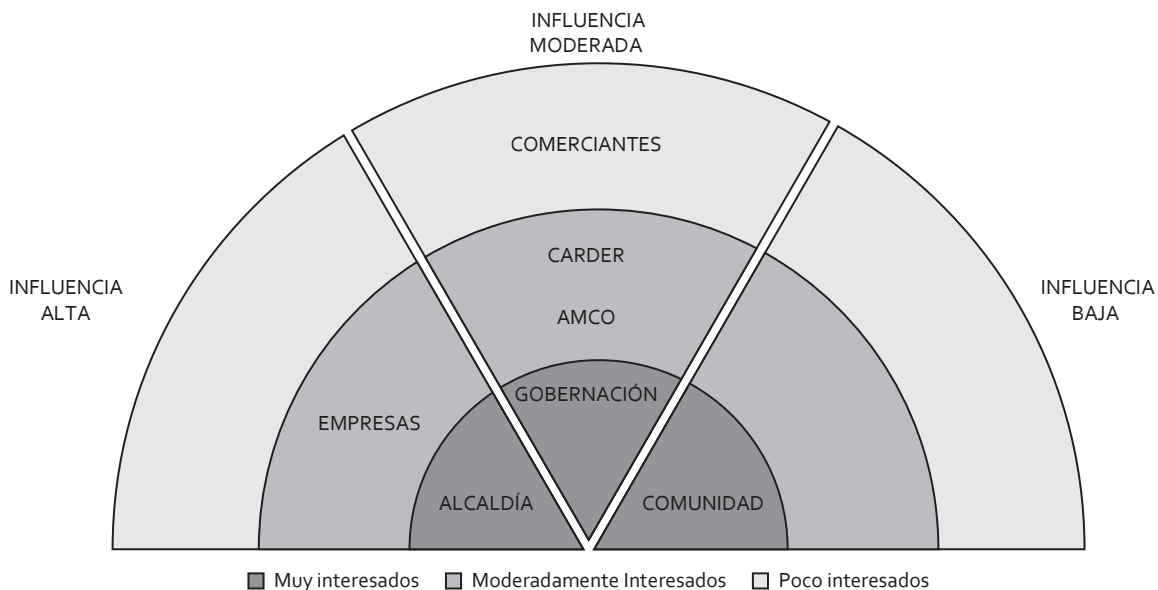 INFLUENCIA
MODERADA
COMERCIANTES
CARDER
INFLUENCIA
ALTA
INFLUENCIA
BAJA
AMCO
GOBERNACIÓN
EMPRESAS
ALCALDÍA
COMUNIDAD
Muy interesados
Moderadamente Interesados
Poco interesados